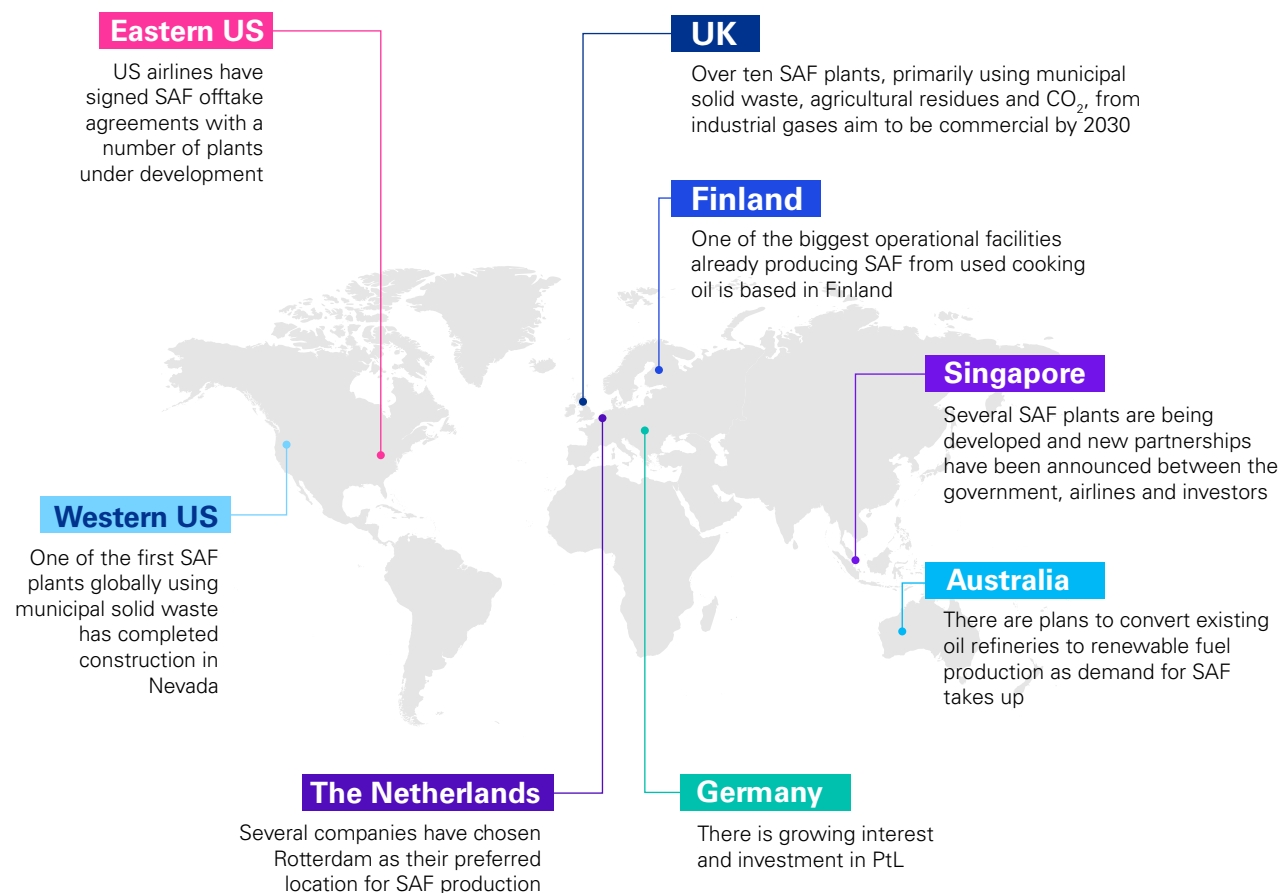 Eastern US
US airlines have
signed SAF offtake
agreements with a
number of plants
under development
UK
Over ten SAF plants, primarily using municipal
solid waste, agricultural residues and CO₂, from
industrial gases aim to be commercial by 2030
Finland
One of the biggest operational facilities
already producing SAF from used cooking
oil is based in Finland
Singapore
Several SAF plants are being
developed and new partnerships
have been announced between the
government, airlines and investors
Western US
One of the first SAF
plants globally using
municipal solid waste
has completed
construction in
Nevada
Australia
There are plans to convert existing
oil refineries to renewable fuel
production as demand for SAF
takes up
The Netherlands
Several companies have chosen
Rotterdam as their preferred
location for SAF production
Germany
There is growing interest
and investment in PtL